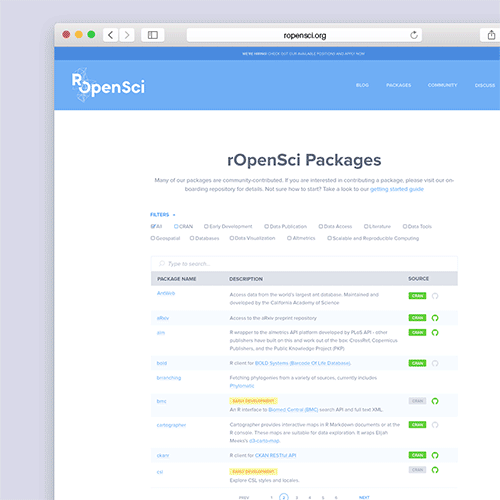 ropensci.org
WE'RE HIRING! CHECK OUT OUR AVAILABLE POSITIONS AND APPLY NOW
ROpenSci
BLOG PACKAGES COMMUNITY DISCUSS
rOpenSci Packages
Many of our packages are community-contributed. If you are interested in contributing a package, please visit our on-
boarding repository for details. Not sure how to start? Take a look to our getting started guide
FILTERS
All CRAN Early Development Data Publication Data Access Literature Data Tools
Geospatial Databases Data Visualization Altmetrics Scalable and Reproducible Computing
Type to search...
PACKAGE NAME DESCRIPTION SOURCE
AntWeb Access data from the world's largest ant database. Maintained and CRAN
developed by the California Academy of Science
aRxiv Access to the aRxiv preprint repository CRAN
alm R wrapper to the almetrics API platform developed by PLoS API - other CRAN
publishers have built on this and work out of the box: CrossRef, Copernicus
Publishers, and the Public Knowledge Project (PKP)
bold R client for BOLD Systems (Barcode Of Life Database). CRAN
Fetching phylogenies from a variety of sources, currently includes
Phylomatic
bmc EARLY DEVELOPMENT CRAN
An R interface to Biomed Central (BMC) search API and full text XML.
cartographer Cartographer provides interactive maps in R Markdown documents or at the CRAN
R console. These maps are suitable for data exploration. It wraps Elijah
Meeks's d3-carto-map.
ckanr R client for CKAN RESTful API CRAN
csl EARLY DEVELOPMENT CRAN
Explore CSL styles and locales
PREV 1 2 3 4 5 6 NEXT